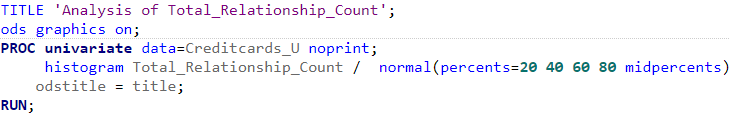 TITLE 'Analysis of Total_Relationship_Count';
ods graphics on;
PROC univariate data=Creditcards_U noprint;
histogram Total_Relationship_Count / normal(percents=20 40 60 80 midpercents)
odstitle = title;
RUN;